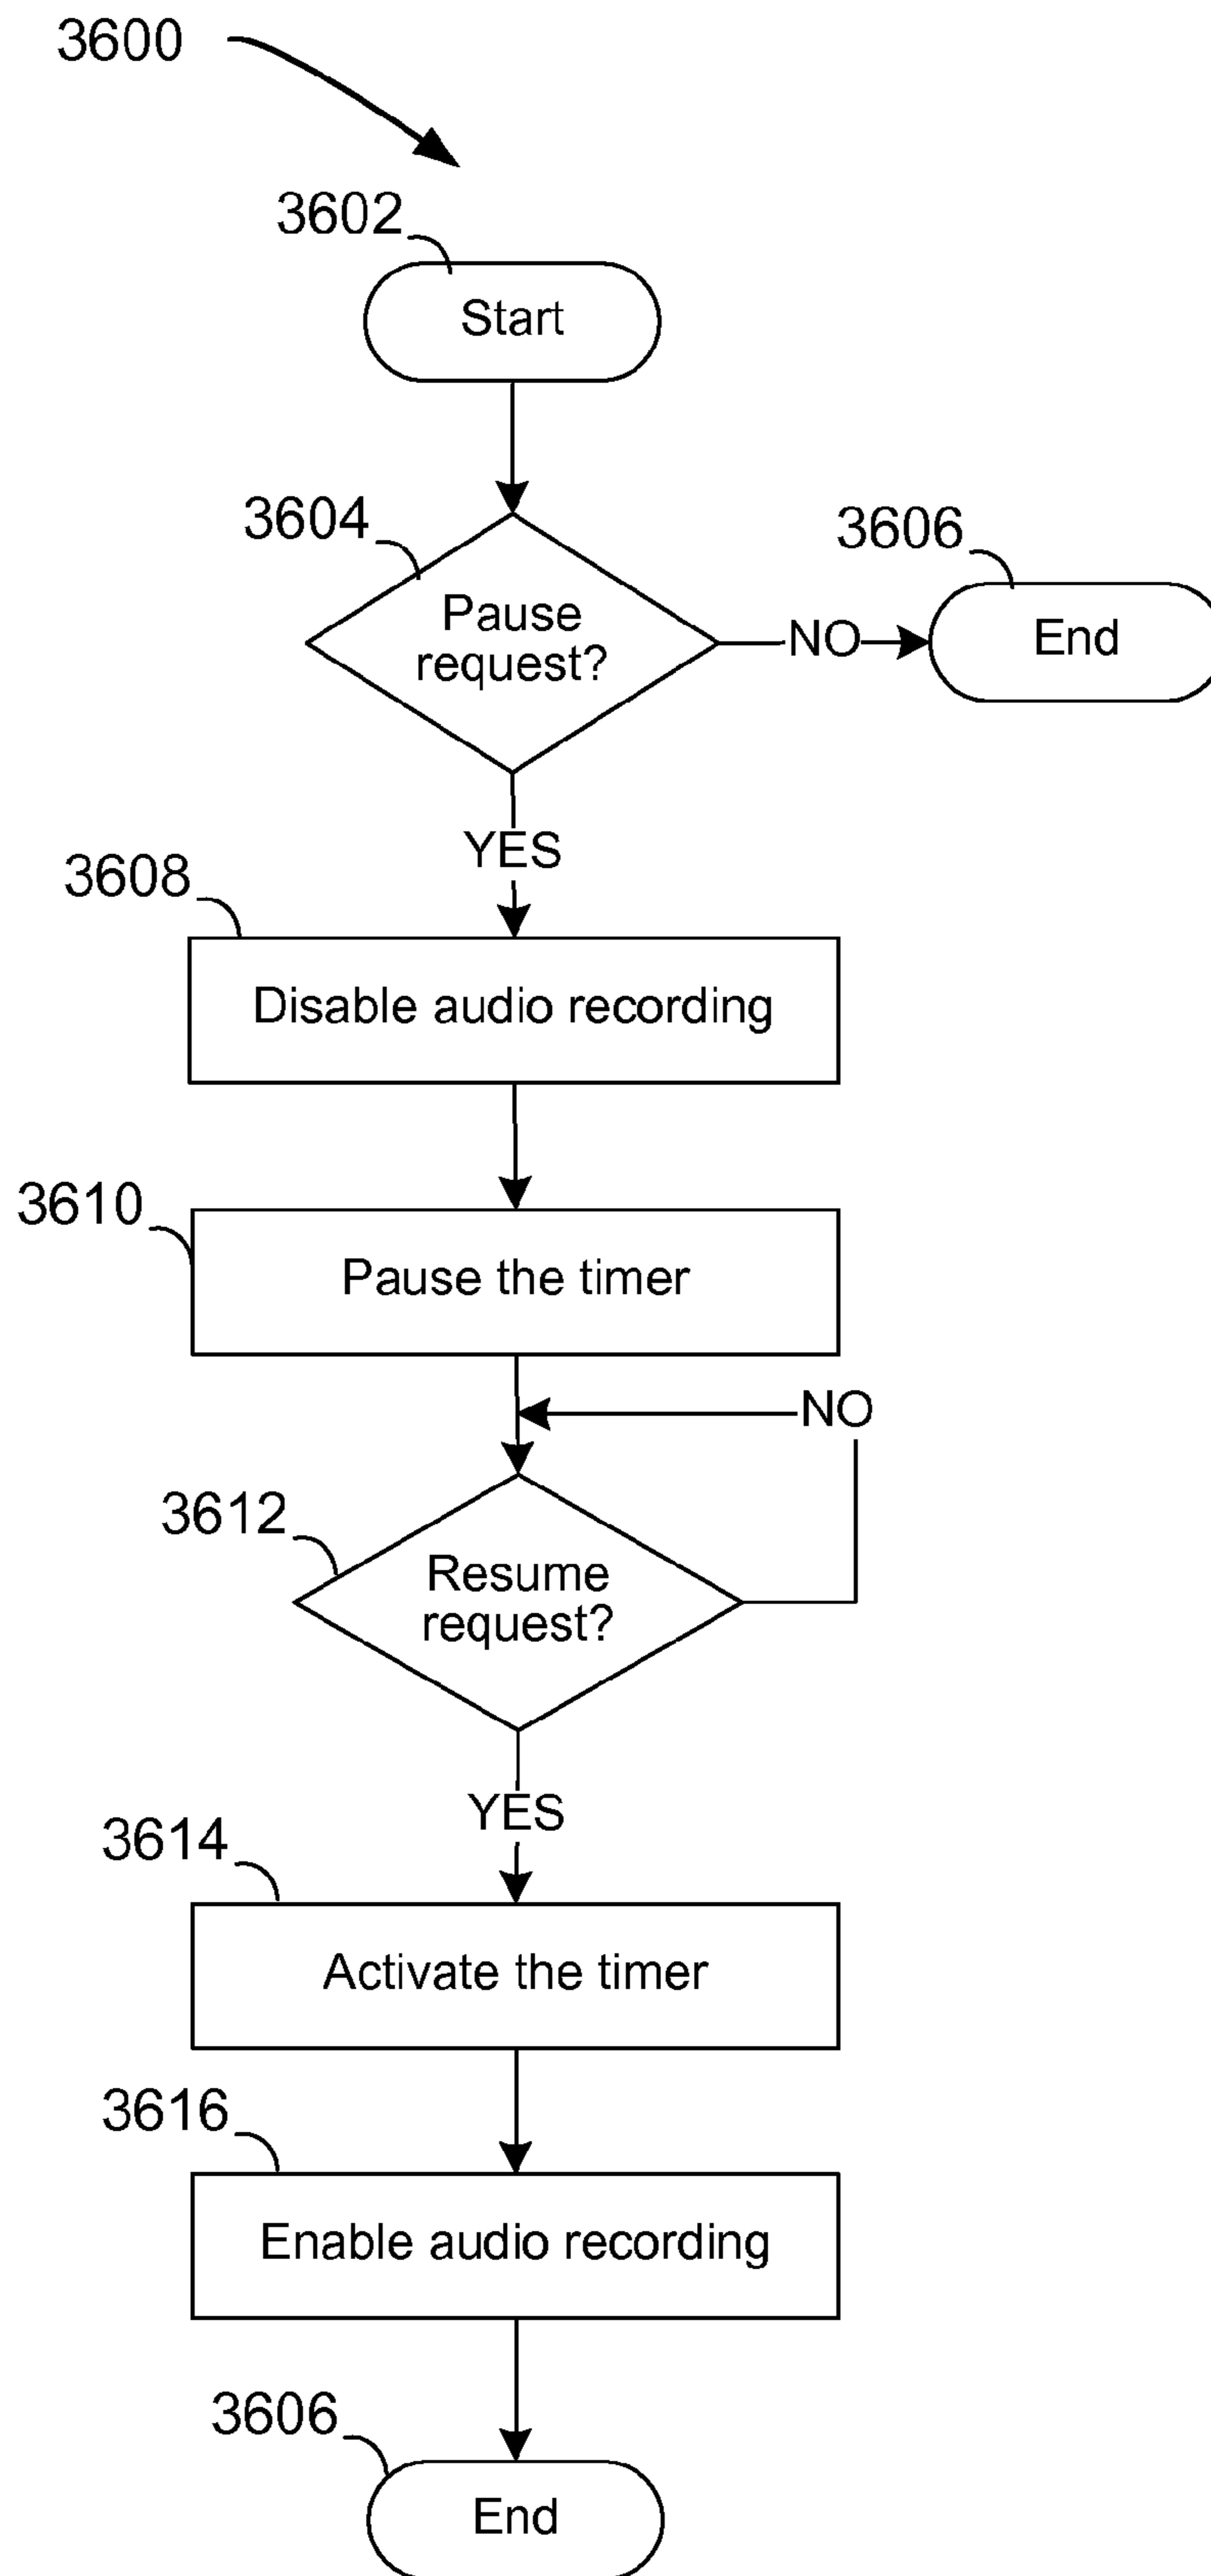 3600
3602
Start
3604
3606
Pause
request?
NO
End
YES
3608
Disable audio recording
3610
Pause the timer
NO
3612
Resume
request?
YES
3614
Activate the timer
3616
Enable audio recording
3606
End